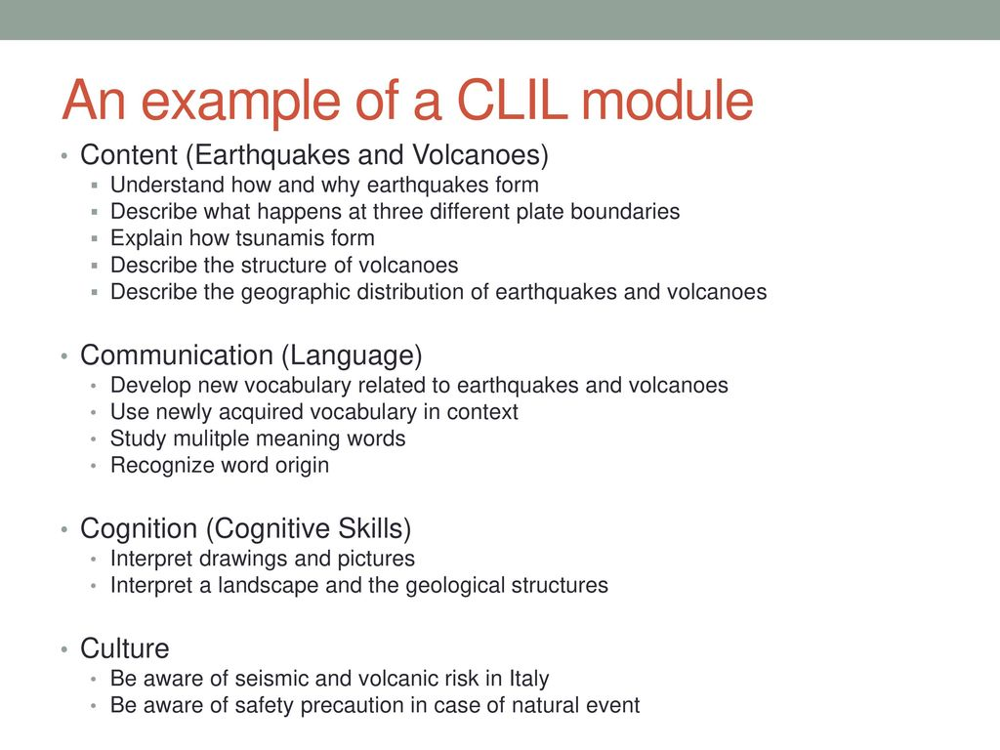 An example of a CLIL module
• Content (Earthquakes and Volcanoes)
▪ Understand how and why earthquakes form
▪ Describe what happens at three different plate boundaries
▪ Explain how tsunamis form
▪ Describe the structure of volcanoes
▪ Describe the geographic distribution of earthquakes and volcanoes
• Communication (Language)
• Develop new vocabulary related to earthquakes and volcanoes
• Use newly acquired vocabulary in context
• Study mulitple meaning words
• Recognize word origin
• Cognition (Cognitive Skills)
• Interpret drawings and pictures
• Interpret a landscape and the geological structures
• Culture
• Be aware of seismic and volcanic risk in Italy
• Be aware of safety precaution in case of natural event